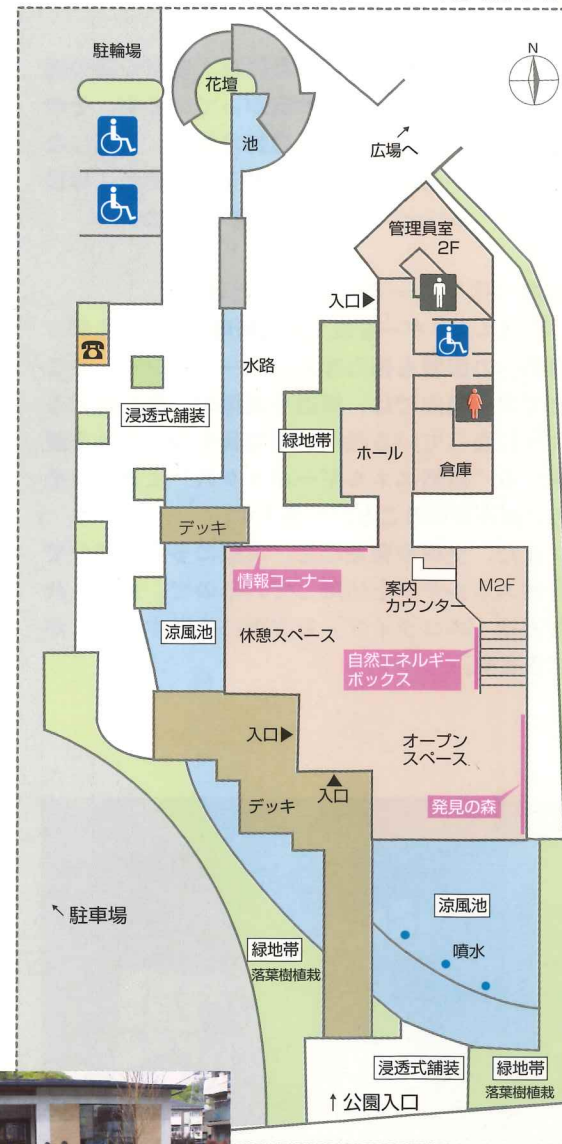 駐輪場
花壇
池
N
広場へ
管理員室
2F
入口▶
水路
浸透式舗装
緑地帯
ホール
倉庫
デッキ
情報コーナー
案内
カウンター
M2F
涼風池
休憩スペース
自然エネルギー
ボックス
入口▶
オープン
スペース
▲
入口
デッキ
発見の森
駐車場
涼風池
噴水
緑地帯
落葉樹植栽
浸透式舗装
緑地帯
落葉樹植栽
↑公園入口